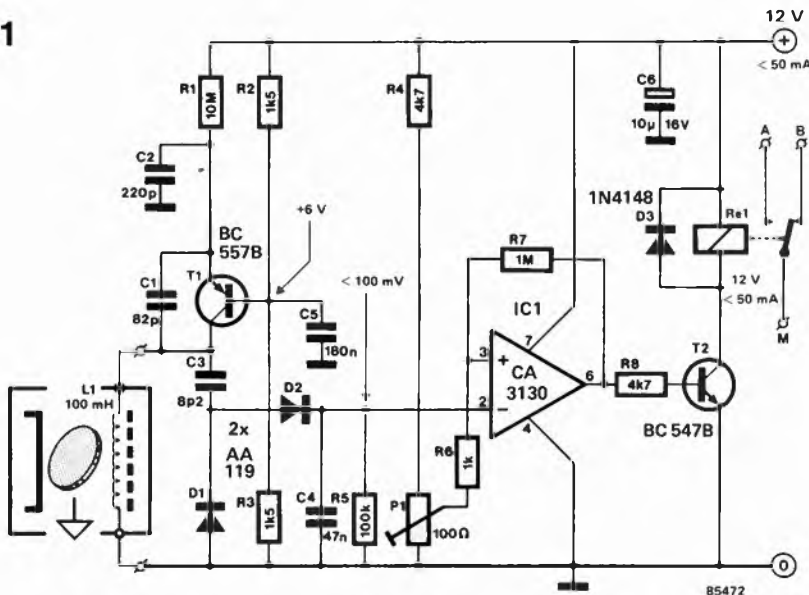 1
12 V
+
< 50 mA
R1
10M
R2
1k5
R4
4k7
C6
10µ 16V
A
B
C2
220p
1N4148
+6 V
BC
557B
D3
Re1
R7
1M
< 100 mV
C1
82p
T1
IC1
12 V
< 50 mA
M
C5
180n
7
3
+
CA
3130
6
R8
4k7
T2
C3
8p2
D2
2
−
4
BC 547B
L1
100 mH
2x
AA
119
R6
1k
D1
R3
1k5
C4
47n
R5
100k
P1
100Ω
0
85472